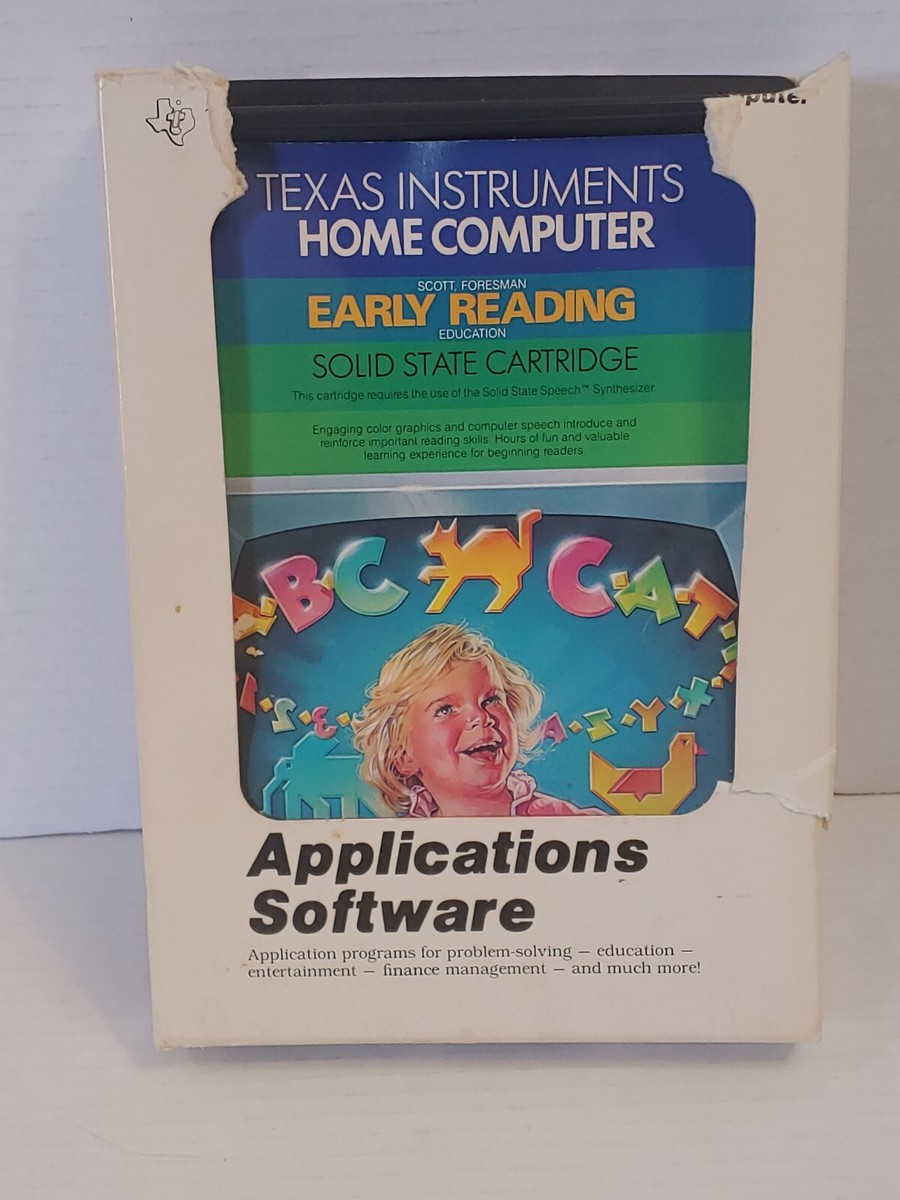 TEXAS INSTRUMENTS
HOME COMPUTER
SCOTT, FORESMAN
EARLY READING
EDUCATION
SOLID STATE CARTRIDGE
This cartridge requires the use of the Solid State Speech™ Synthesizer.
Engaging color graphics and computer speech introduce and
reinforce important reading skills. Hours of fun and valuable
learning experience for beginning readers.
A·B·C C·A·T
A·Z·Y·X
Applications
Software
Application programs for problem-solving — education —
entertainment — finance management — and much more!